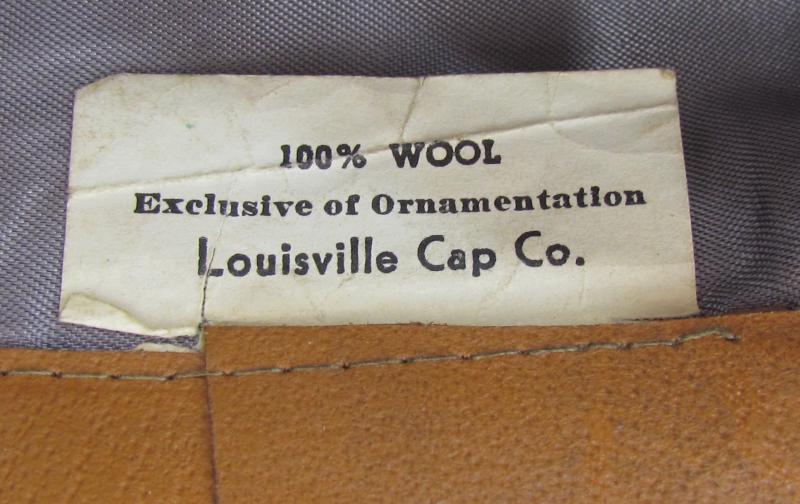 100% WOOL
Exclusive of Ornamentation
Louisville Cap Co.